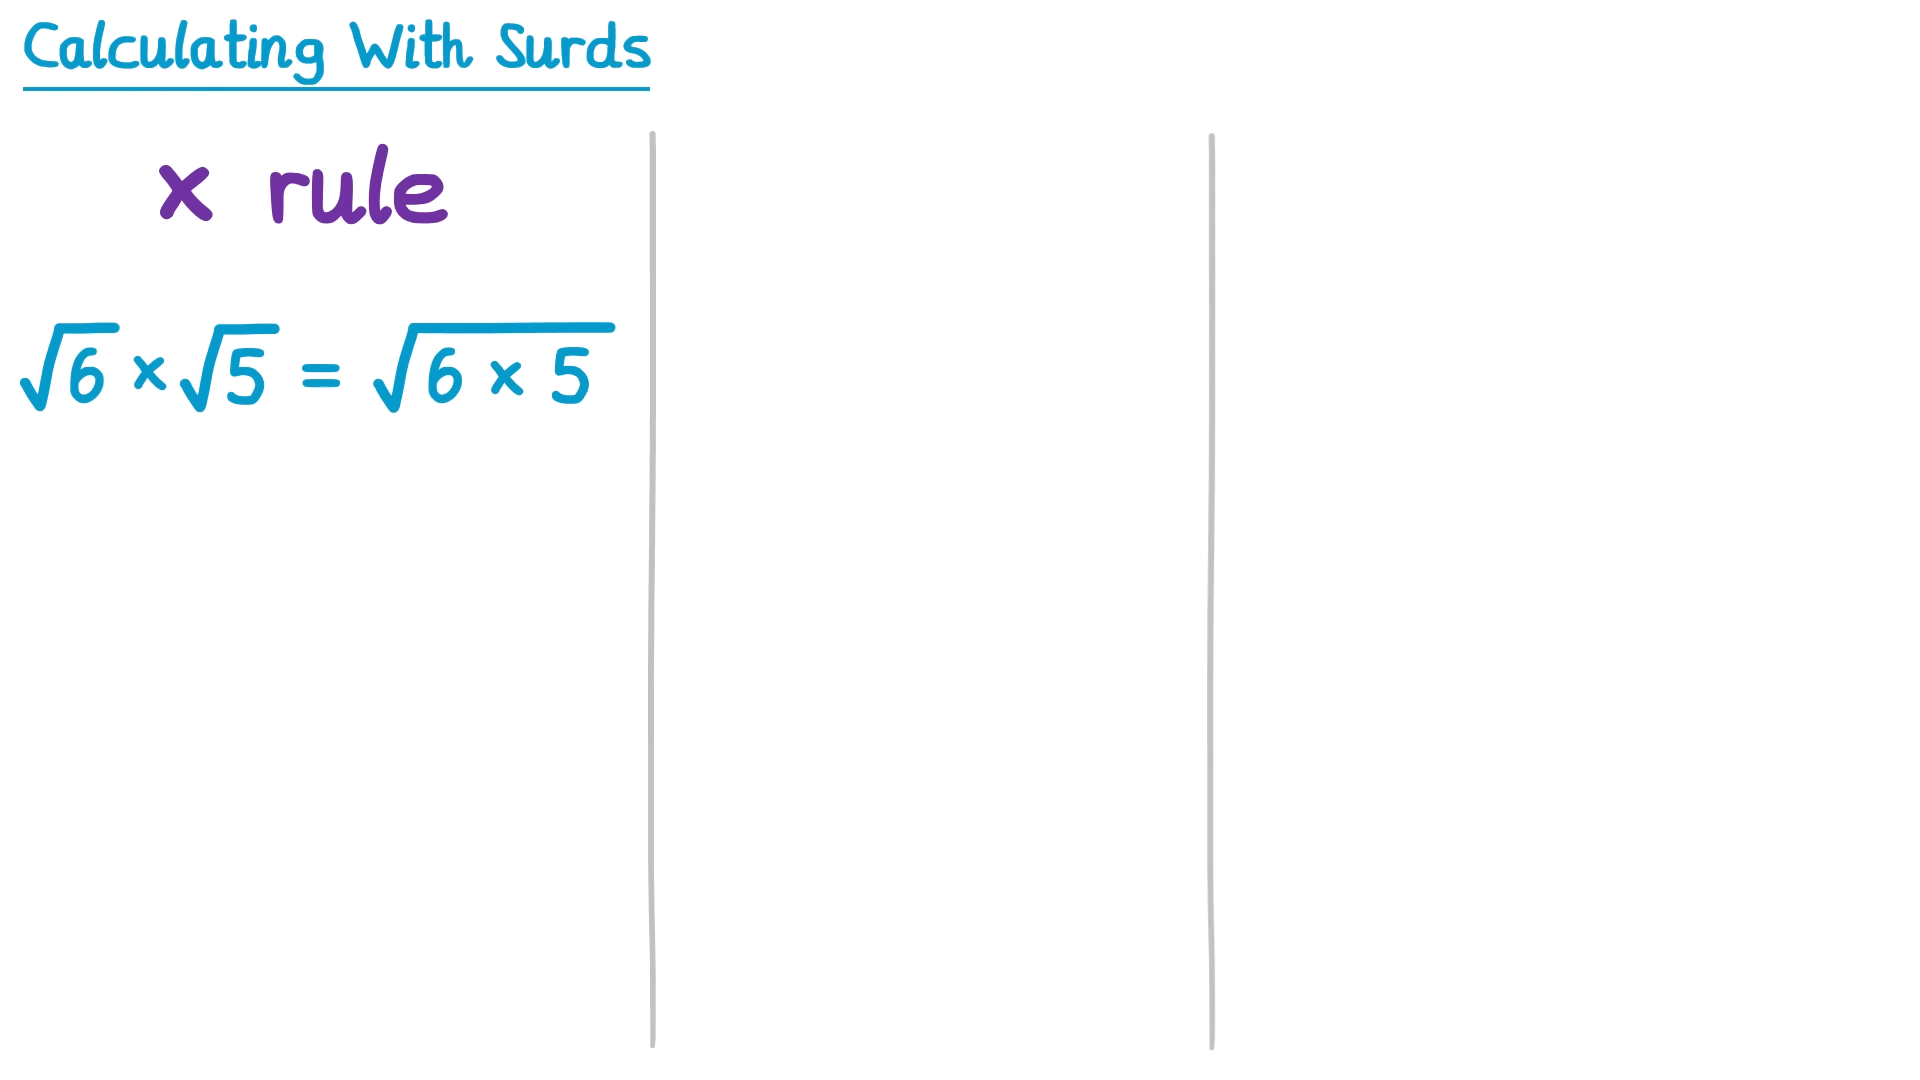 Calculating With Surds
x rule
√6 × √5 = √(6 × 5)